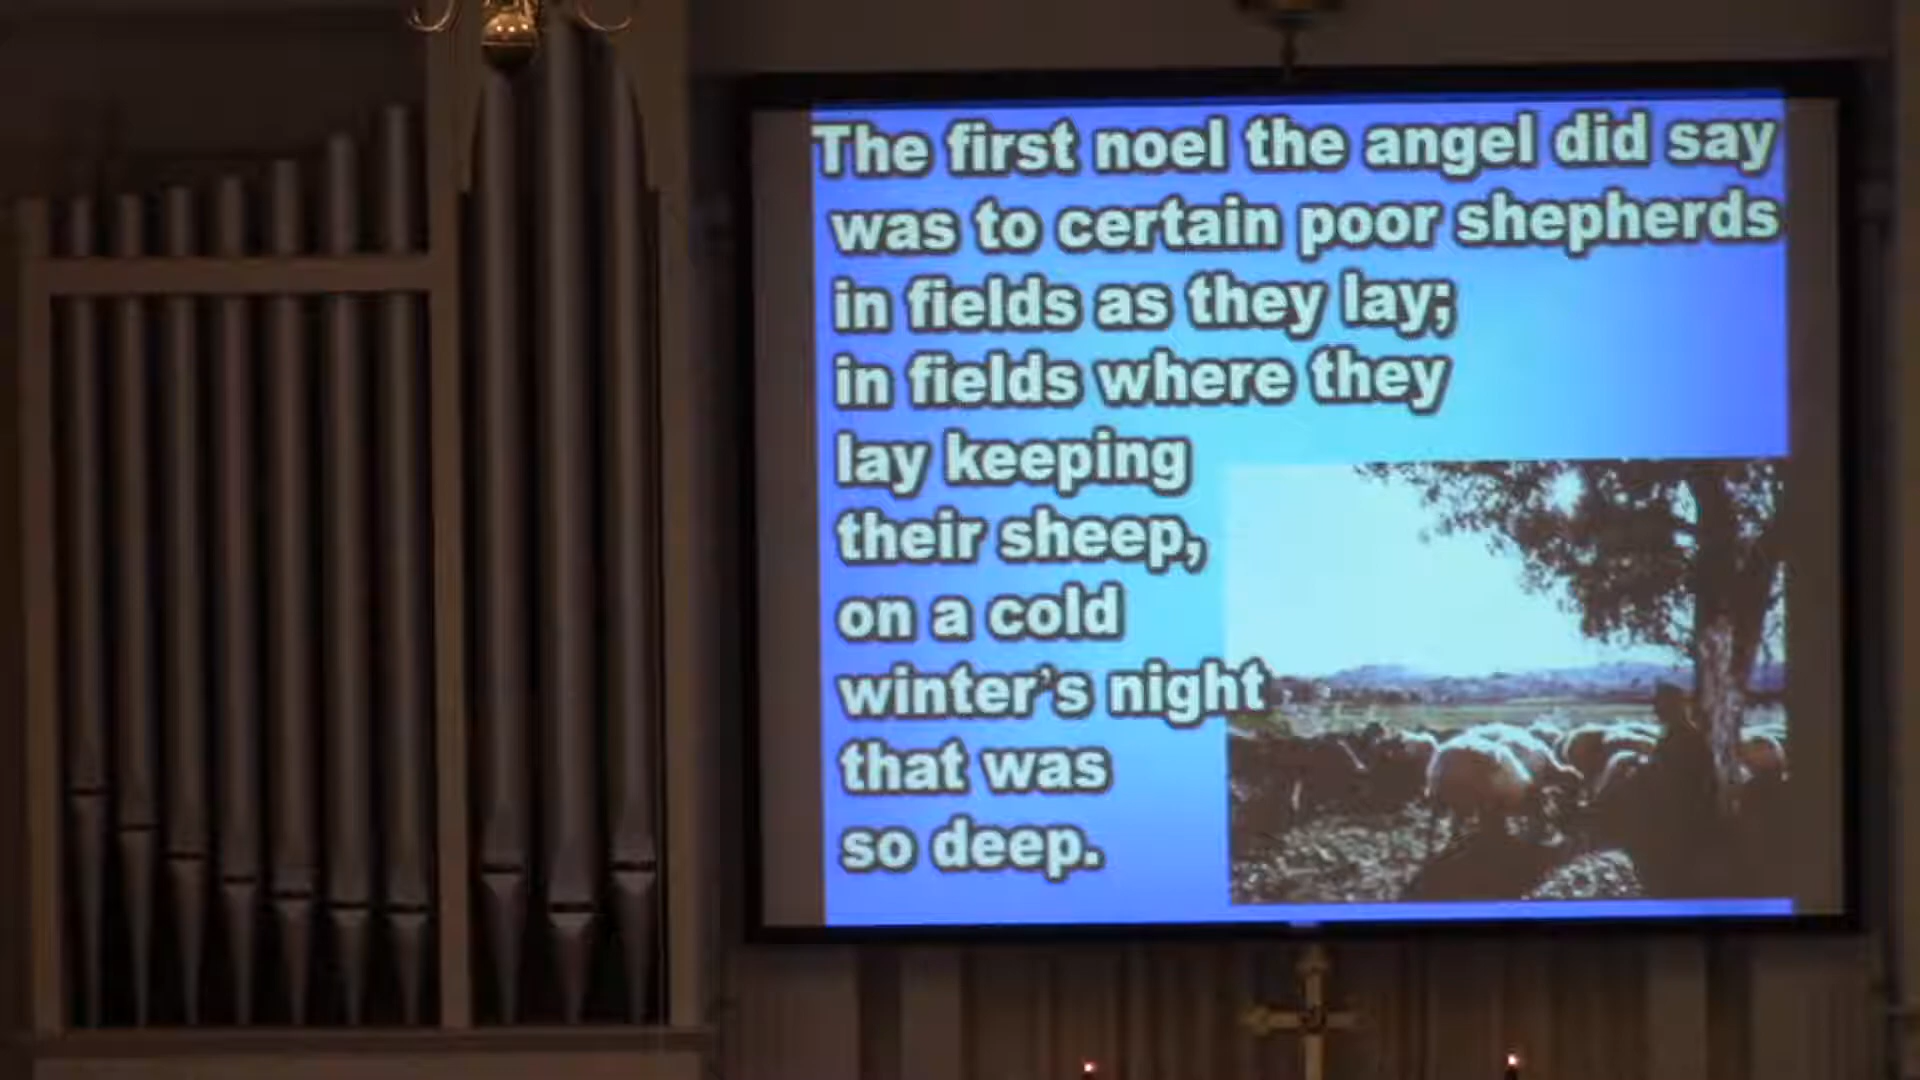 The first noel the angel did say
was to certain poor shepherds
in fields as they lay;
in fields where they
lay keeping
their sheep,
on a cold
winter's night
that was
so deep.